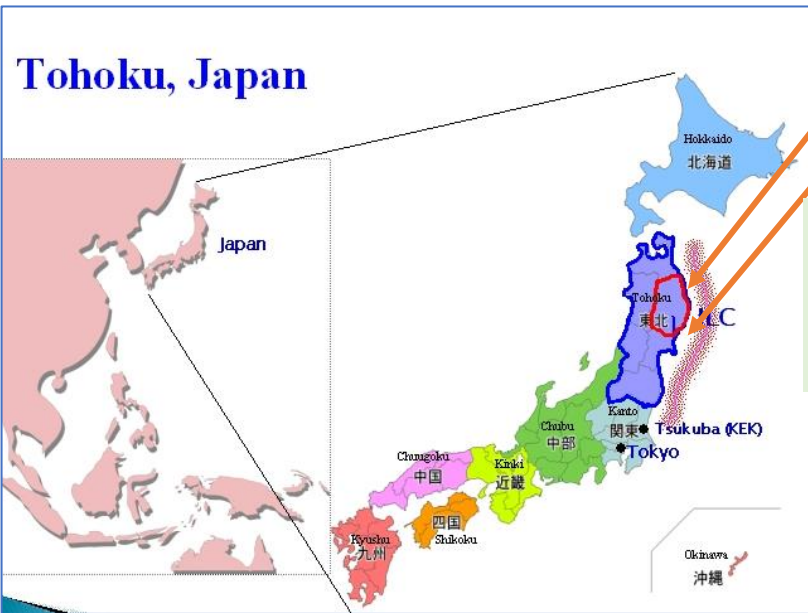 Tohoku, Japan
Japan
Hokkaido
北海道
Tohoku
東北
ILC
Kanto
関東
Tsukuba (KEK)
Tokyo
Chubu
中部
Kinki
近畿
Chuugoku
中国
四国
Shikoku
Kyushu
九州
Okinawa
沖縄